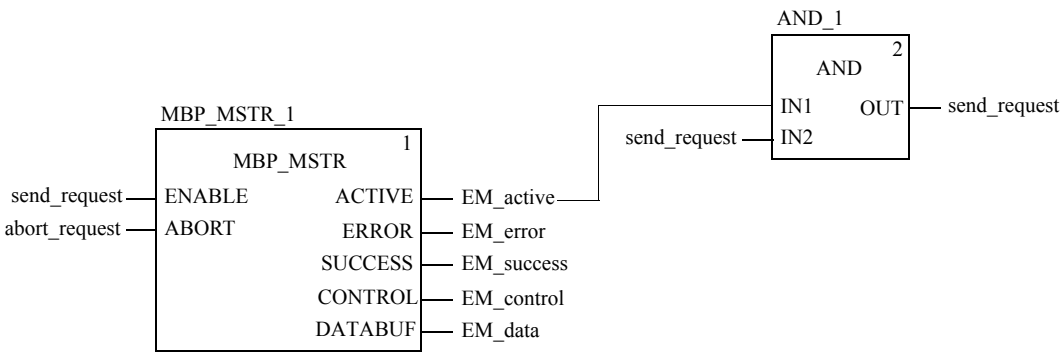 AND_1
2
AND
IN1 OUT send_request
send_request IN2
MBP_MSTR_1
1
MBP_MSTR
send_request ENABLE ACTIVE EM_active
abort_request ABORT ERROR EM_error
SUCCESS EM_success
CONTROL EM_control
DATABUF EM_data